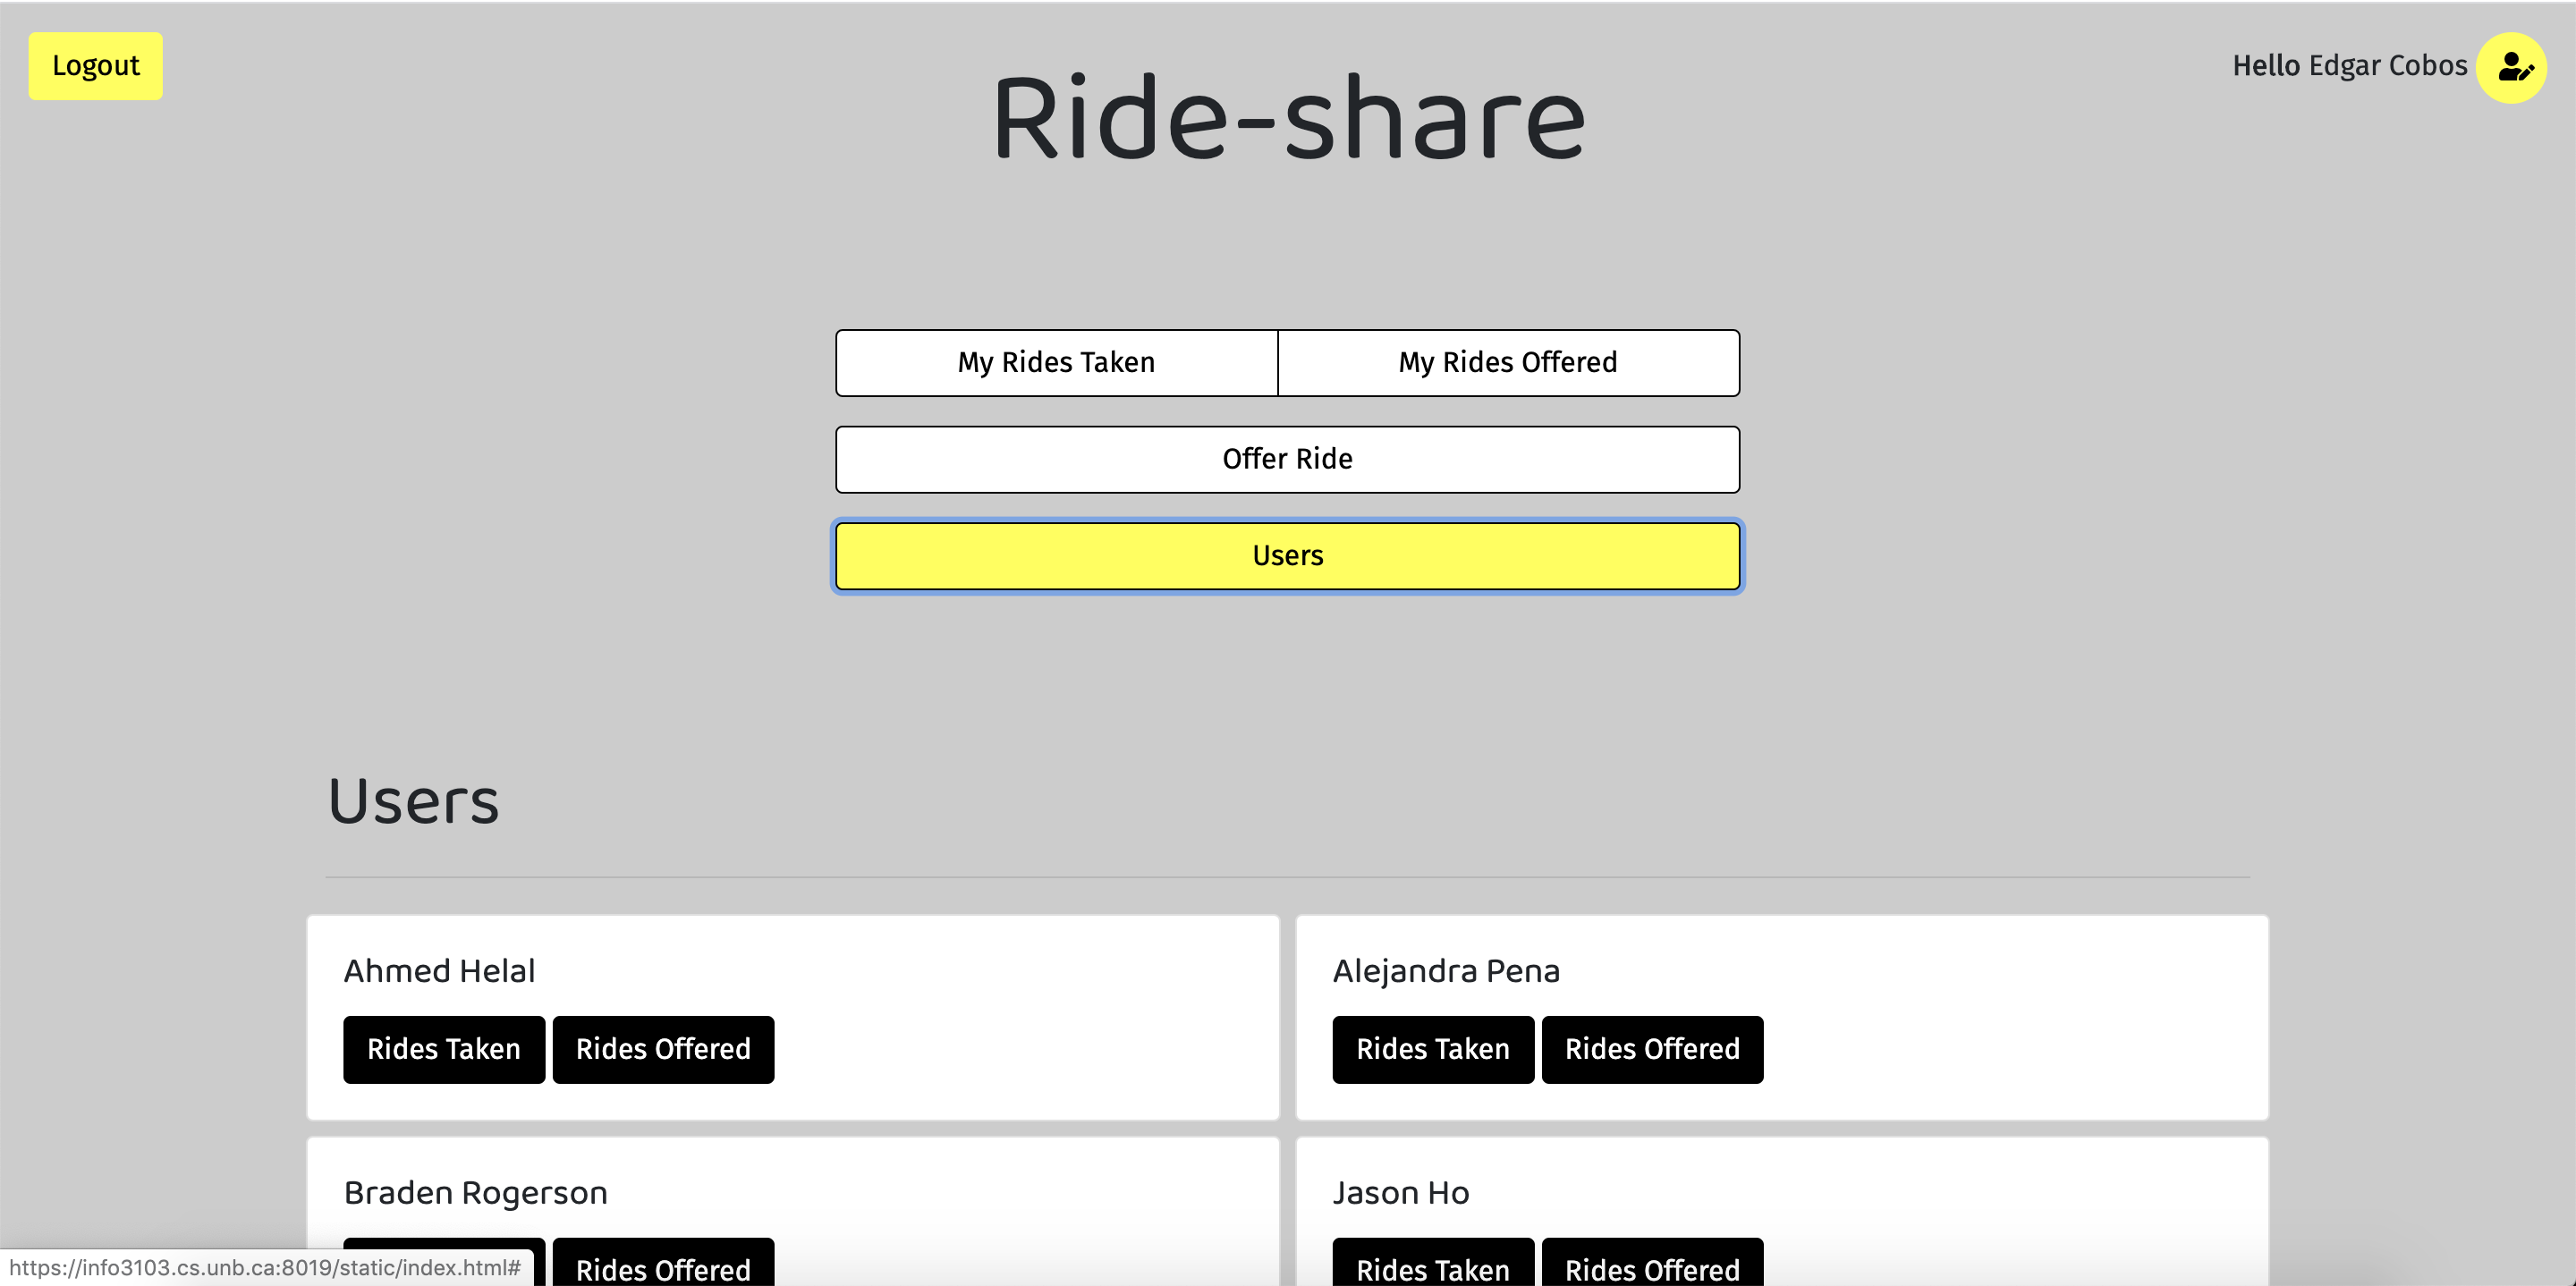 Logout
Hello Edgar Cobos
Ride-share
My Rides Taken
My Rides Offered
Offer Ride
Users
Users
Ahmed Helal
Rides Taken
Rides Offered
Alejandra Pena
Rides Taken
Rides Offered
Braden Rogerson
Rides Offered
Jason Ho
Rides Taken
Rides Offered
https://info3103.cs.unb.ca:8019/static/index.html#